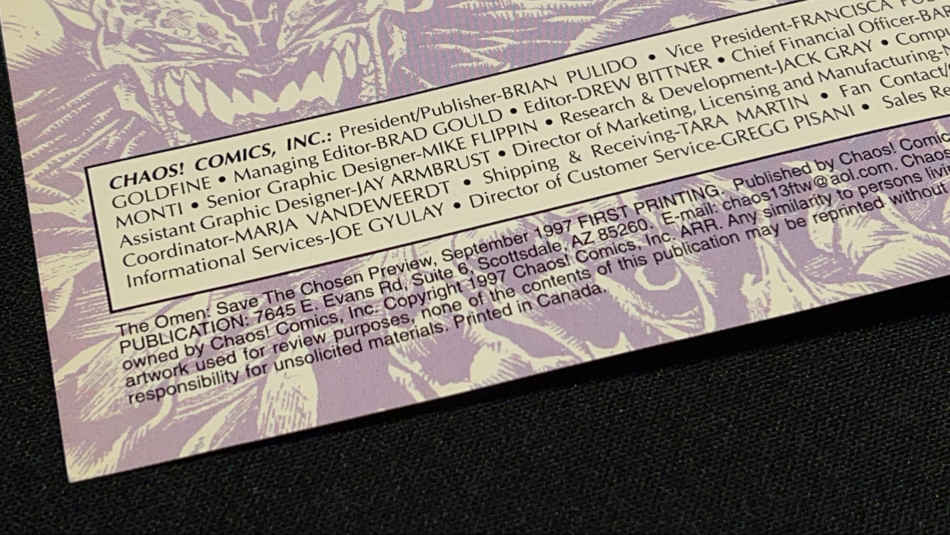 CHAOS! COMICS, INC.: President/Publisher-BRIAN PULIDO • Vice President-FRANCISCA
GOLDFINE • Managing Editor-BRAD GOULD • Editor-DREW BITTNER • Chief Financial Officer-
MONTI • Senior Graphic Designer-MIKE FLIPPIN • Research & Development-JACK GRAY •
Assistant Graphic Designer-JAY ARMBRUST • Director of Marketing, Licensing and Manufacturing-
Coordinator-MARJA VANDEWEERDT • Shipping & Receiving-TARA MARTIN • Fan Contact/
Informational Services-JOE GYULAY • Director of Customer Service-GREGG PISANI • Sales
The Omen: Save The Chosen Preview, September 1997 FIRST PRINTING. Published by Chaos!
PUBLICATION: 7645 E. Evans Rd, Suite 6, Scottsdale, AZ 85260. E-mail: chaos13ftw@aol.com.
owned by Chaos! Comics, Inc. Copyright 1997 Chaos! Comics, Inc. ARR. Any similarity to persons
artwork used for review purposes, none of the contents of this publication may be reprinted without
responsibility for unsolicited materials. Printed in Canada.